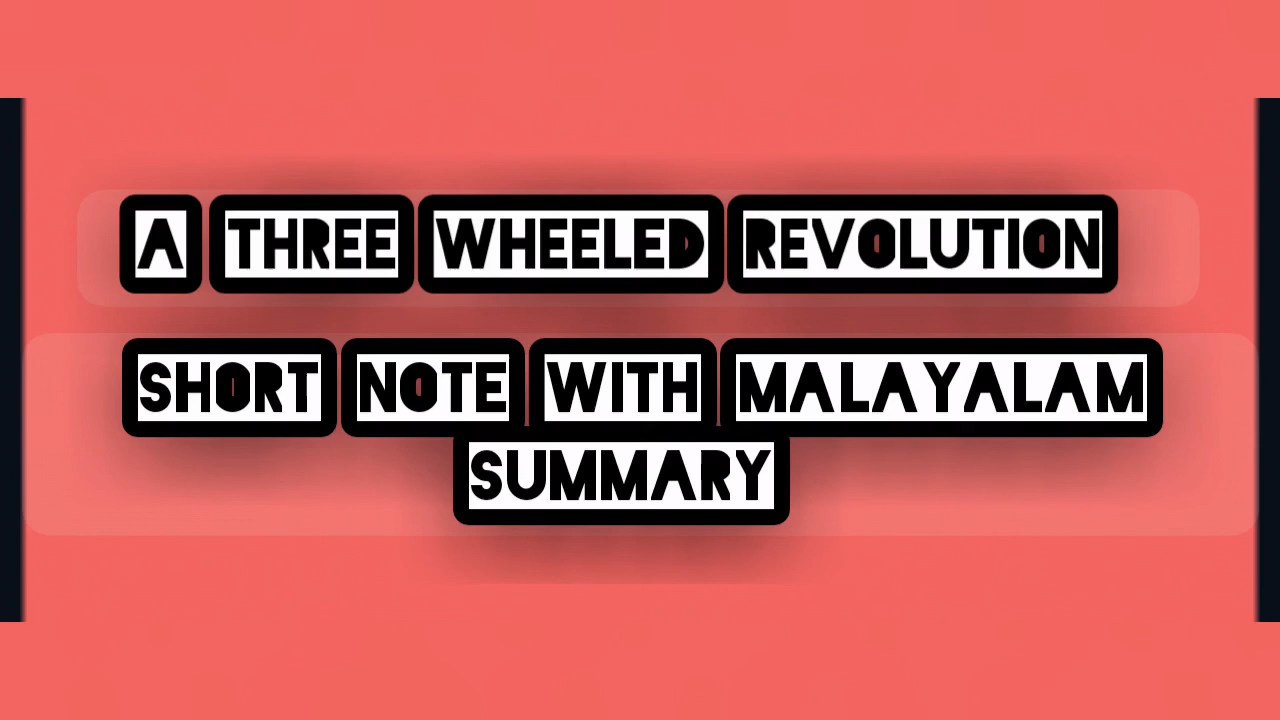 A THREE WHEELED REVOLUTION
SHORT NOTE WITH MALAYALAM
SUMMARY